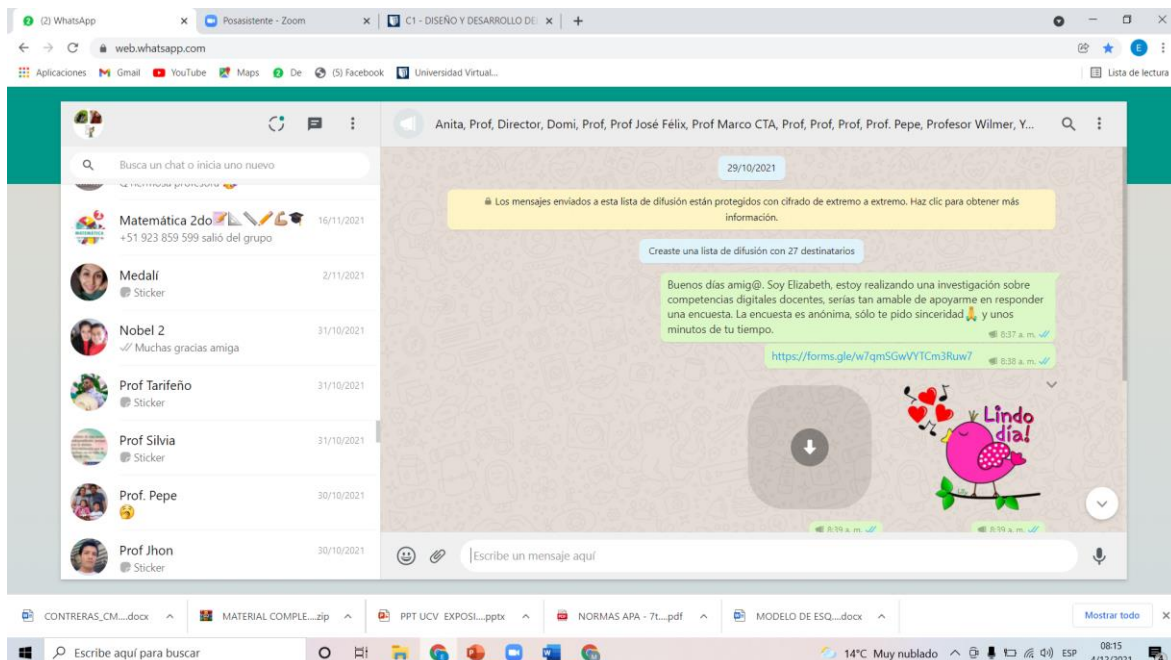 (2) WhatsApp
Posasistente - Zoom
C1 - DISEÑO Y DESARROLLO DE
web.whatsapp.com
E
Aplicaciones
Gmail
YouTube
Maps
De
(5) Facebook
Universidad Virtual...
Lista de lectura
Anita, Prof, Director, Domi, Prof, Prof José Félix, Prof Marco CTA, Prof, Prof, Prof, Prof. Pepe, Profesor Wilmer, Y...
Busca un chat o inicia uno nuevo
Matemática 2do
16/11/2021
+51 923 859 599 salió del grupo
Medalí
2/11/2021
Sticker
Nobel 2
31/10/2021
Muchas gracias amiga
Prof Tarifeño
31/10/2021
Sticker
Prof Silvia
31/10/2021
Sticker
Prof. Pepe
30/10/2021
Prof Jhon
30/10/2021
Sticker
29/10/2021
Los mensajes enviados a esta lista de difusión están protegidos con cifrado de extremo a extremo. Haz clic para obtener más
información.
Creaste una lista de difusión con 27 destinatarios
Buenos días amig@. Soy Elizabeth, estoy realizando una investigación sobre
competencias digitales docentes, serías tan amable de apoyarme en responder
una encuesta. La encuesta es anónima, sólo te pido sinceridad🙏 y unos
minutos de tu tiempo.
8:37 a. m.
https://forms.gle/w7qmSGwVYTCm3Ruw7
8:38 a. m.
Lindo
día!
8:39 a. m.
8:39 a. m.
Escribe un mensaje aquí
CONTRERAS_CM....docx
MATERIAL COMPLE....zip
PPT UCV EXPOSI....pptx
NORMAS APA - 7t....pdf
MODELO DE ESQ....docx
Mostrar todo
Escribe aquí para buscar
14°C Muy nublado
ESP
08:15
4/12/2021